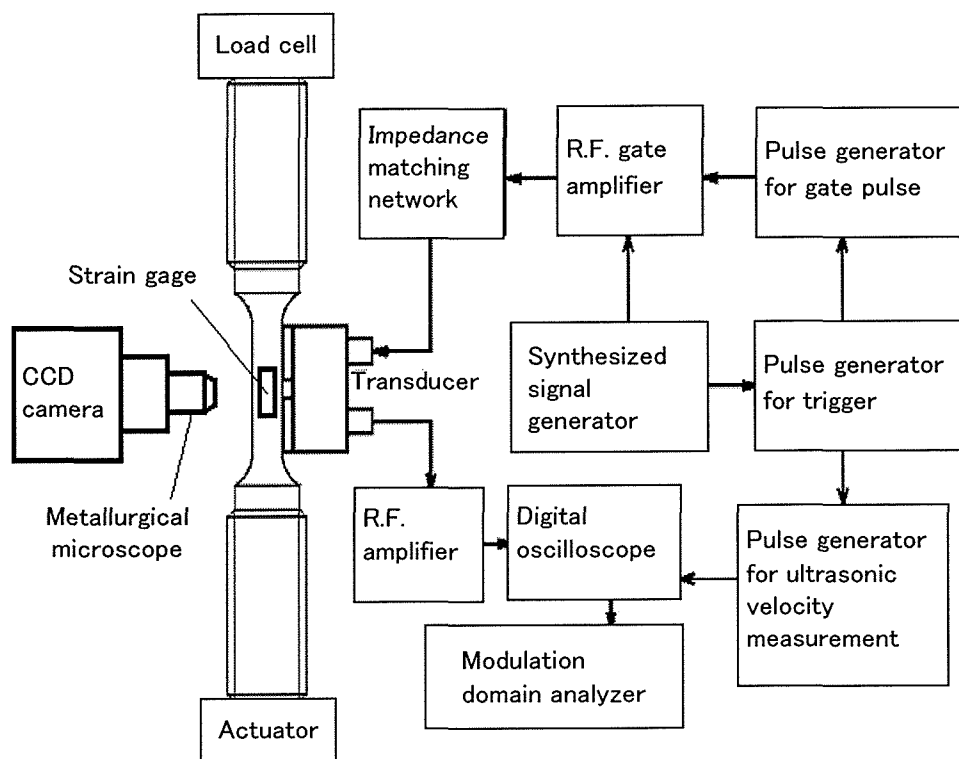 Load cell
Impedance
matching
network
R.F. gate
amplifier
Pulse generator
for gate pulse
Strain gage
CCD
camera
Transducer
Synthesized
signal
generator
Pulse generator
for trigger
Metallurgical
microscope
R.F.
amplifier
Digital
oscilloscope
Pulse generator
for ultrasonic
velocity
measurement
Modulation
domain analyzer
Actuator